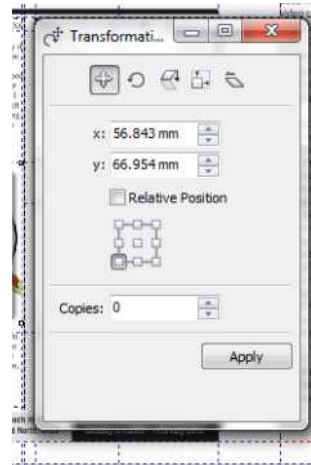 Transformati...
x: 56.843 mm
y: 66.954 mm
Relative Position
Copies: 0
Apply